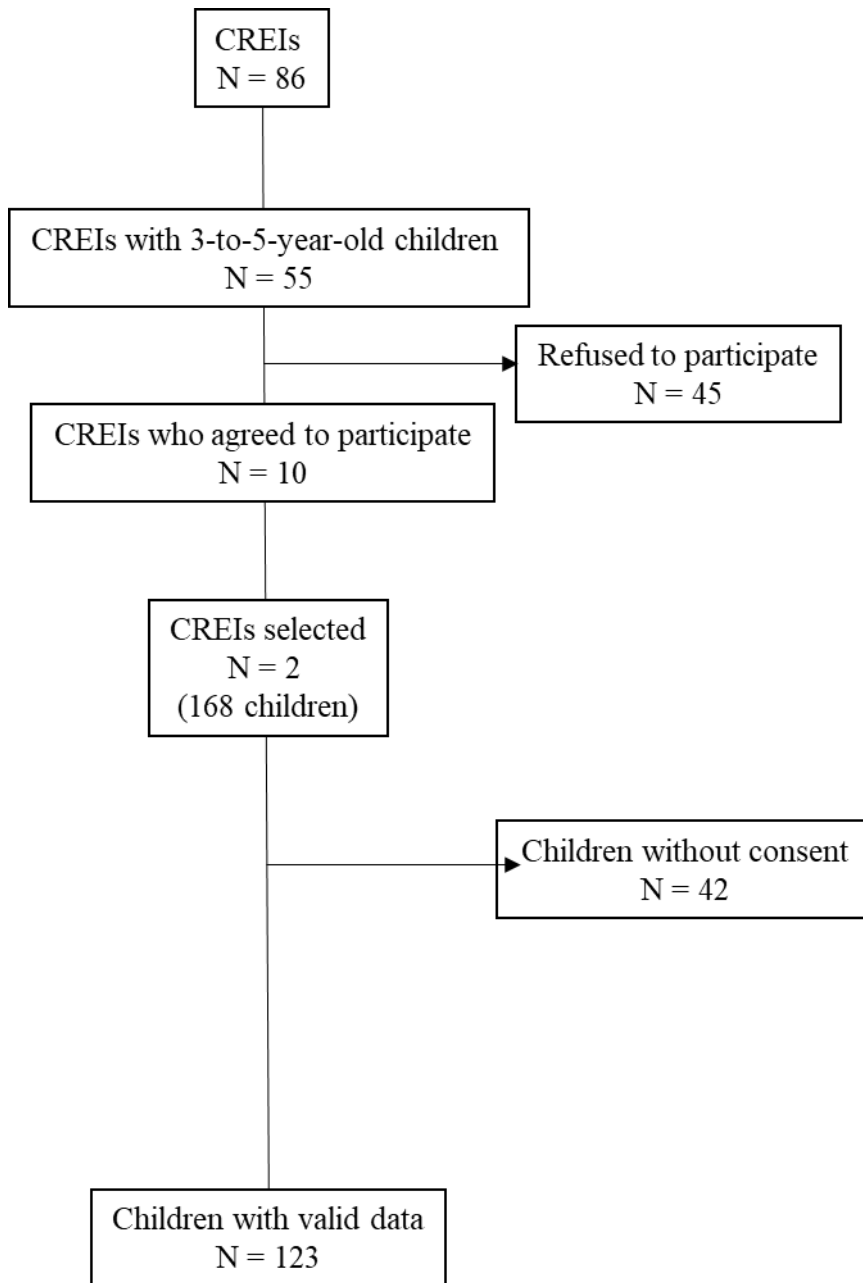 CREIs
N = 86
CREIs with 3-to-5-year-old children
N = 55
Refused to participate
N = 45
CREIs who agreed to participate
N = 10
CREIs selected
N = 2
(168 children)
Children without consent
N = 42
Children with valid data
N = 123